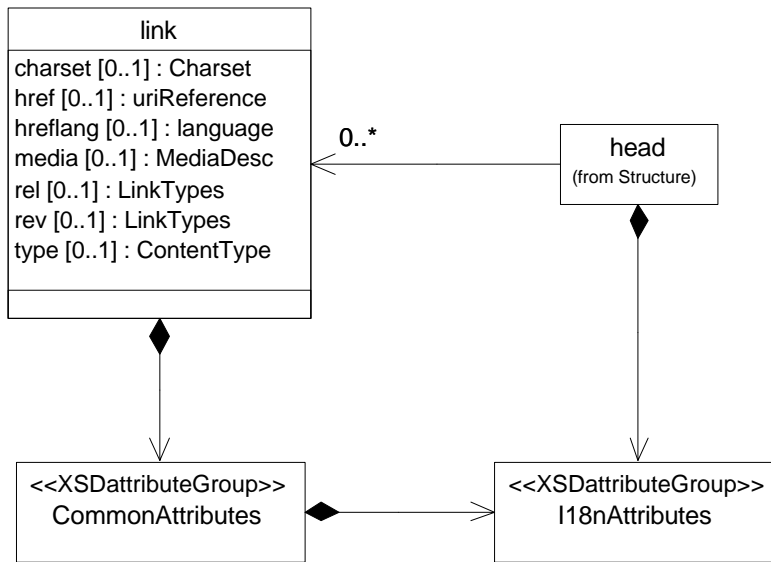 link
charset [0..1] : Charset
href [0..1] : uriReference
hreflang [0..1] : language
media [0..1] : MediaDesc
rel [0..1] : LinkTypes
rev [0..1] : LinkTypes
type [0..1] : ContentType
0..*
head
(from Structure)
<<XSDattributeGroup>>
CommonAttributes
<<XSDattributeGroup>>
I18nAttributes